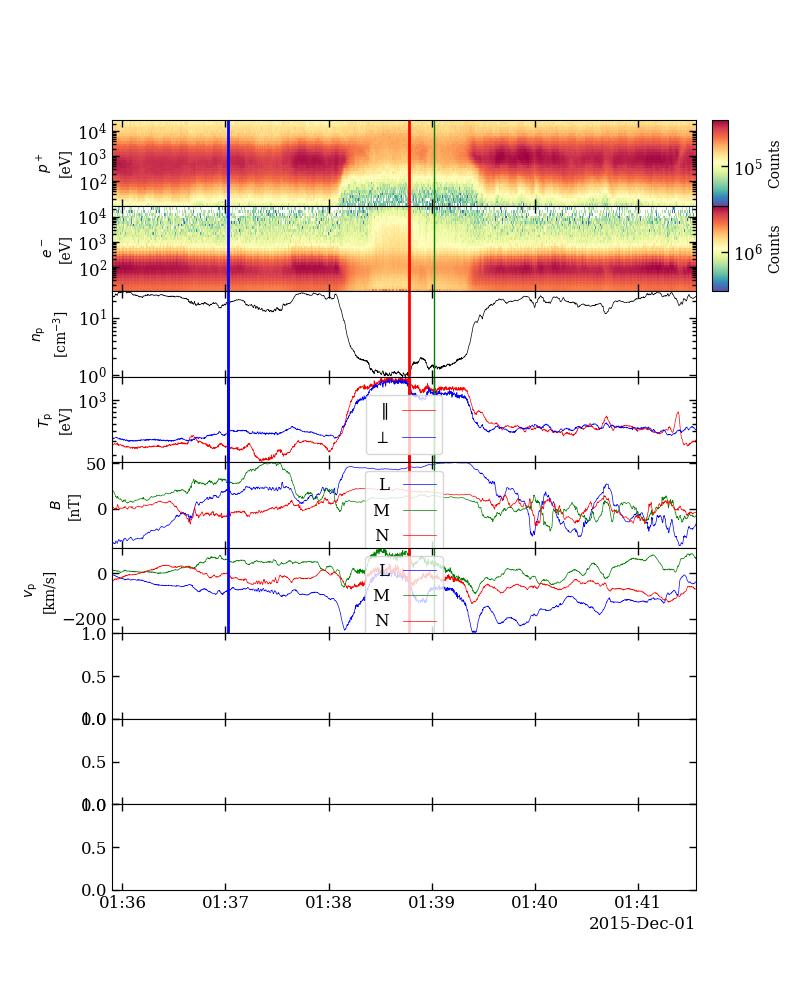 10⁴
10³
10²
p⁺
[eV]
10⁵
Counts
10⁴
10³
10²
e⁻
[eV]
10⁶
Counts
10¹
10⁰
nₚ
[cm⁻³]
10³
Tₚ
[eV]
∥
⊥
50
0
B
[nT]
L
M
N
0
−200
vₚ
[km/s]
L
M
N
1.0
0.5
0.0
1.0
0.5
0.0
1.0
0.5
0.0
01:36 01:37 01:38 01:39 01:40 01:41
2015-Dec-01